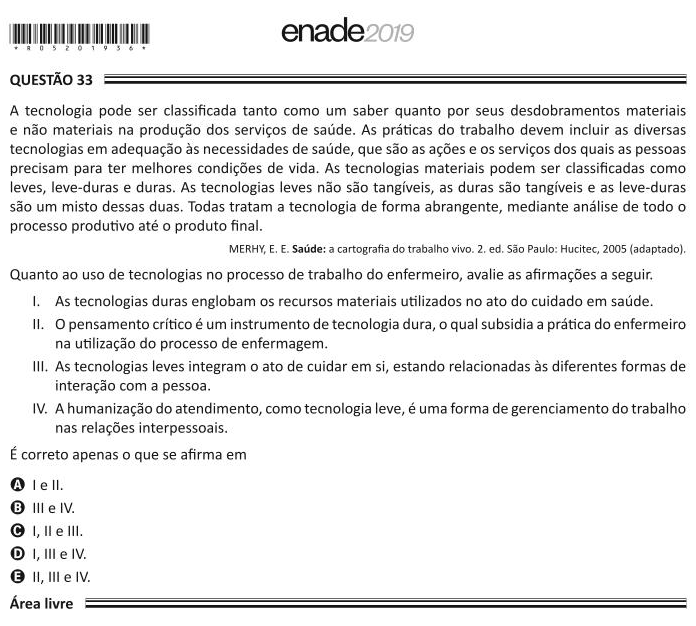 enade2019
* R 0 5 2 0 1 9 3 6 *
QUESTÃO 33
A tecnologia pode ser classificada tanto como um saber quanto por seus desdobramentos materiais
e não materiais na produção dos serviços de saúde. As práticas do trabalho devem incluir as diversas
tecnologias em adequação às necessidades de saúde, que são as ações e os serviços dos quais as pessoas
precisam para ter melhores condições de vida. As tecnologias materiais podem ser classificadas como
leves, leve-duras e duras. As tecnologias leves não são tangíveis, as duras são tangíveis e as leve-duras
são um misto dessas duas. Todas tratam a tecnologia de forma abrangente, mediante análise de todo o
processo produtivo até o produto final.
MERHY, E. E. Saúde: a cartografia do trabalho vivo. 2. ed. São Paulo: Hucitec, 2005 (adaptado).
Quanto ao uso de tecnologias no processo de trabalho do enfermeiro, avalie as afirmações a seguir.
I. As tecnologias duras englobam os recursos materiais utilizados no ato do cuidado em saúde.
II. O pensamento crítico é um instrumento de tecnologia dura, o qual subsidia a prática do enfermeiro
na utilização do processo de enfermagem.
III. As tecnologias leves integram o ato de cuidar em si, estando relacionadas às diferentes formas de
interação com a pessoa.
IV. A humanização do atendimento, como tecnologia leve, é uma forma de gerenciamento do trabalho
nas relações interpessoais.
É correto apenas o que se afirma em
A I e II.
B III e IV.
C I, II e III.
D I, III e IV.
E II, III e IV.
Área livre